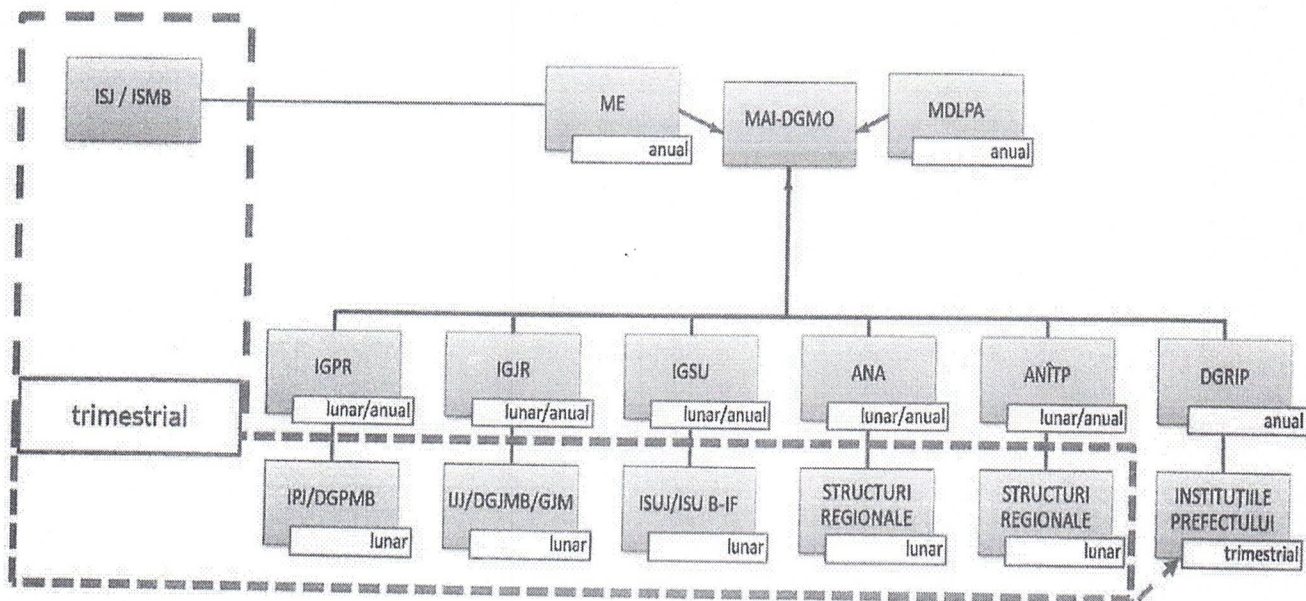 ISJ / ISMB
ME
anual
MAI-DGMO
MDLPA
anual
trimestrial
IGPR
lunar/anual
IGJR
lunar/anual
IGSU
lunar/anual
ANA
lunar/anual
ANÎTP
lunar/anual
DGRIP
anual
IPJ/DGPMB
lunar
IJJ/DGJMB/GJM
lunar
ISUJ/ISU B-IF
lunar
STRUCTURI
REGIONALE
lunar
STRUCTURI
REGIONALE
lunar
INSTITUȚIILE
PREFECTULUI
trimestrial